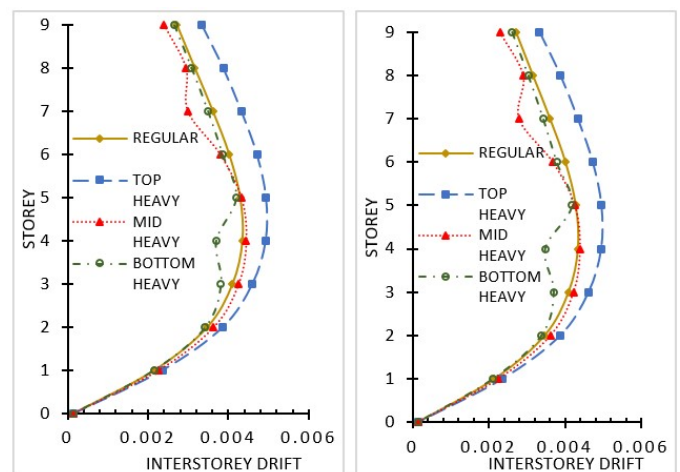 9
8
7
6
5
4
3
2
1
0
STOREY
REGULAR
TOP
HEAVY
MID
HEAVY
BOTTOM
HEAVY
0 0.002 0.004 0.006
INTERSTOREY DRIFT
9
8
7
6
5
4
3
2
1
0
STOREY
REGULAR
TOP
HEAVY
MID
HEAVY
BOTTOM
HEAVY
0 0.002 0.004 0.006
INTERSTOREY DRIFT